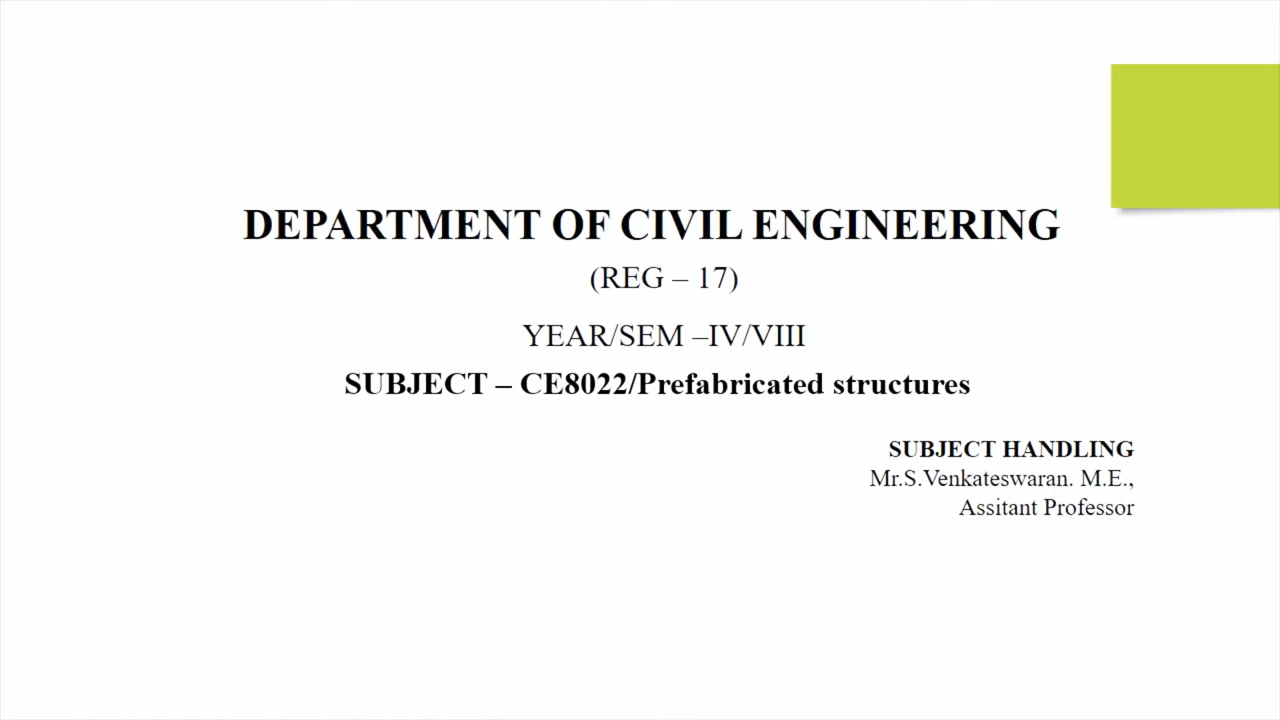 DEPARTMENT OF CIVIL ENGINEERING
(REG – 17)
YEAR/SEM –IV/VIII
SUBJECT – CE8022/Prefabricated structures
SUBJECT HANDLING
Mr.S.Venkateswaran. M.E.,
Assitant Professor